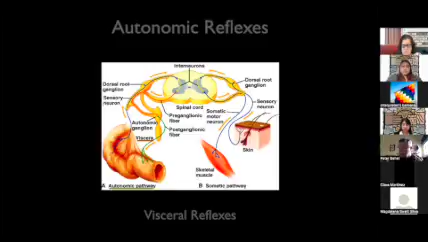 Autonomic Reflexes
Interneurons
Dorsal root
ganglion
Dorsal root
ganglion
Sensory
neuron
Spinal cord
Somatic
motor
neuron
Sensory
neuron
Autonomic
ganglion
Preganglionic
fiber
Postganglionic
fiber
Viscera
Skin
Skeletal
muscle
A Autonomic pathway
B Somatic pathway
Visceral Reflexes